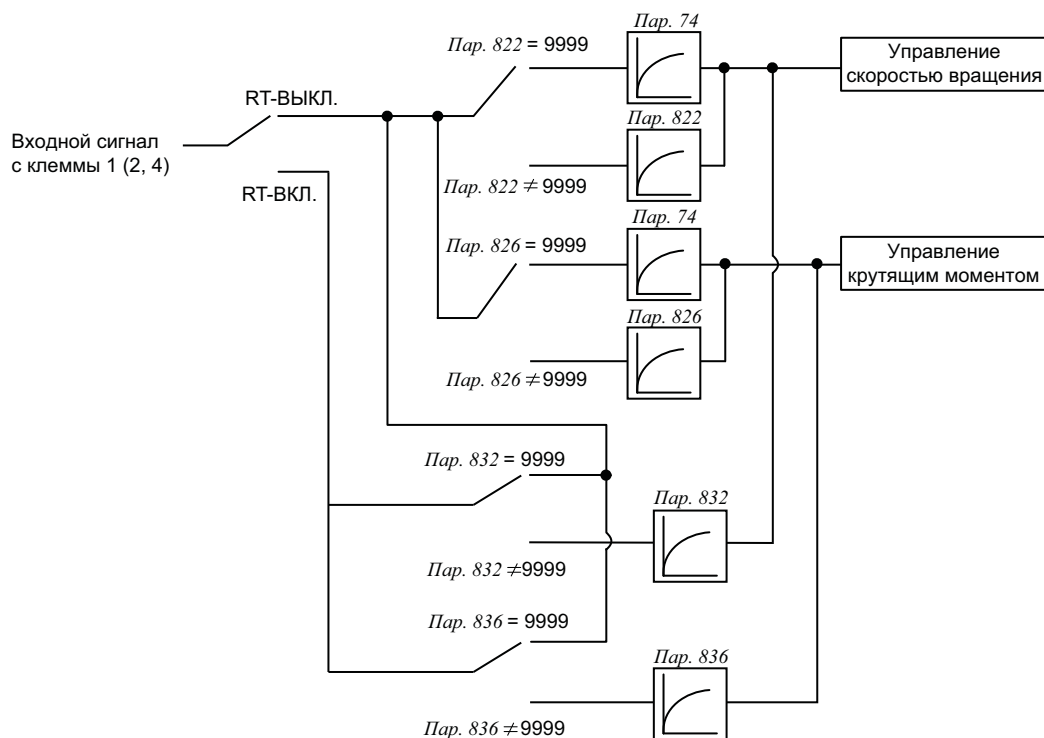 Пар. 74
Пар. 822 = 9999
Управление
скоростью вращения
RT-ВЫКЛ.
Входной сигнал
с клеммы 1 (2, 4)
Пар. 822
Пар. 822 ≠ 9999
RT-ВКЛ.
Пар. 74
Пар. 826 = 9999
Управление
крутящим моментом
Пар. 826
Пар. 826 ≠ 9999
Пар. 832 = 9999
Пар. 832
Пар. 832 ≠9999
Пар. 836 = 9999
Пар. 836
Пар. 836 ≠9999